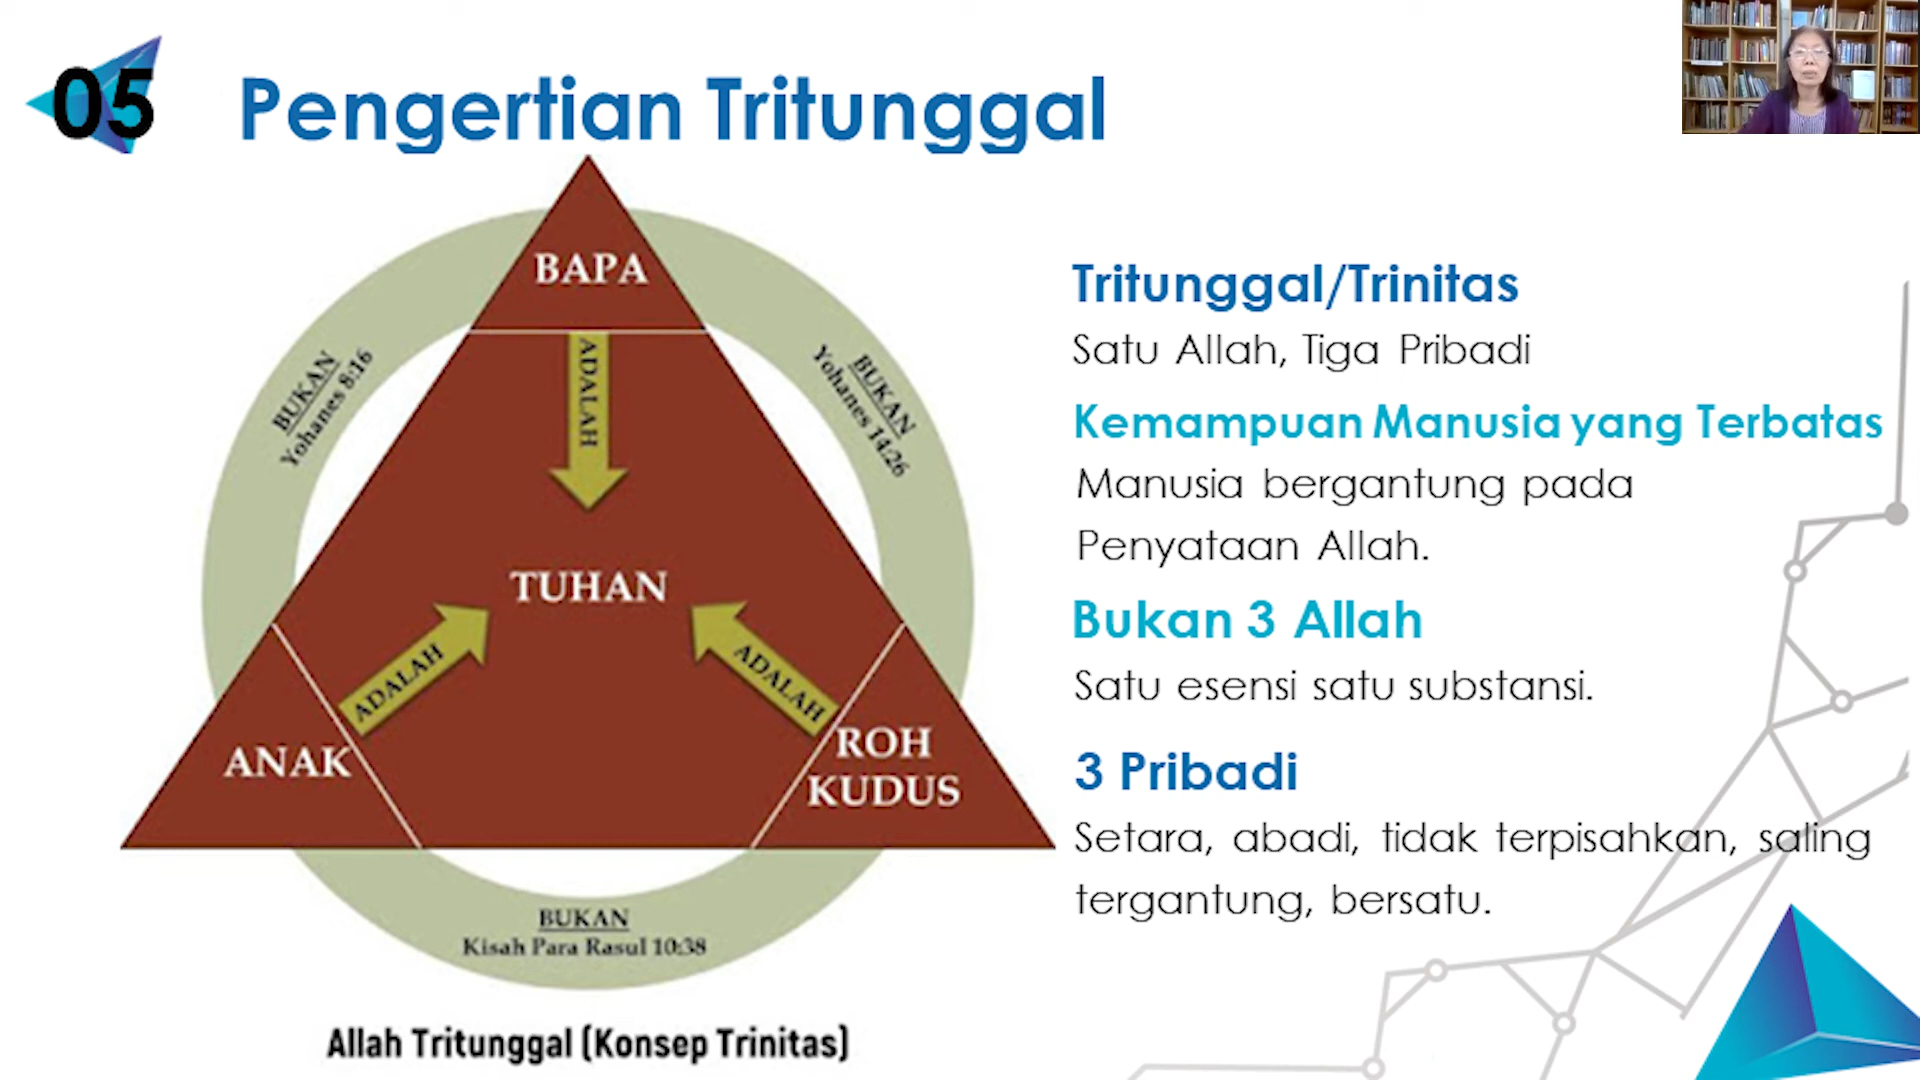 05
Pengertian Tritunggal
BAPA
BUKAN
Yohanes 8:16
BUKAN
Yohanes 14:26
ADALAH
TUHAN
ADALAH
ADALAH
ANAK
ROH
KUDUS
BUKAN
Kisah Para Rasul 10:38
Allah Tritunggal (Konsep Trinitas)
Tritunggal/Trinitas
Satu Allah, Tiga Pribadi
Kemampuan Manusia yang Terbatas
Manusia bergantung pada
Penyataan Allah.
Bukan 3 Allah
Satu esensi satu substansi.
3 Pribadi
Setara, abadi, tidak terpisahkan, saling
tergantung, bersatu.